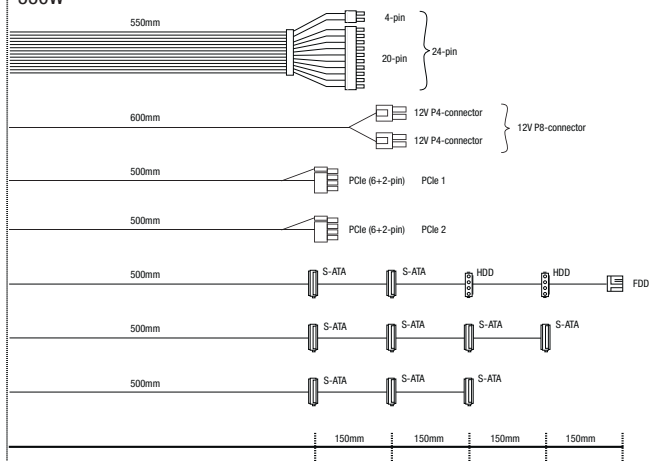 550mm
4-pin
20-pin
24-pin
600mm
12V P4-connector
12V P4-connector
12V P8-connector
500mm
PCIe (6+2-pin) PCIe 1
500mm
PCIe (6+2-pin) PCIe 2
500mm S-ATA S-ATA HDD HDD FDD
500mm S-ATA S-ATA S-ATA S-ATA
500mm S-ATA S-ATA S-ATA
150mm 150mm 150mm 150mm